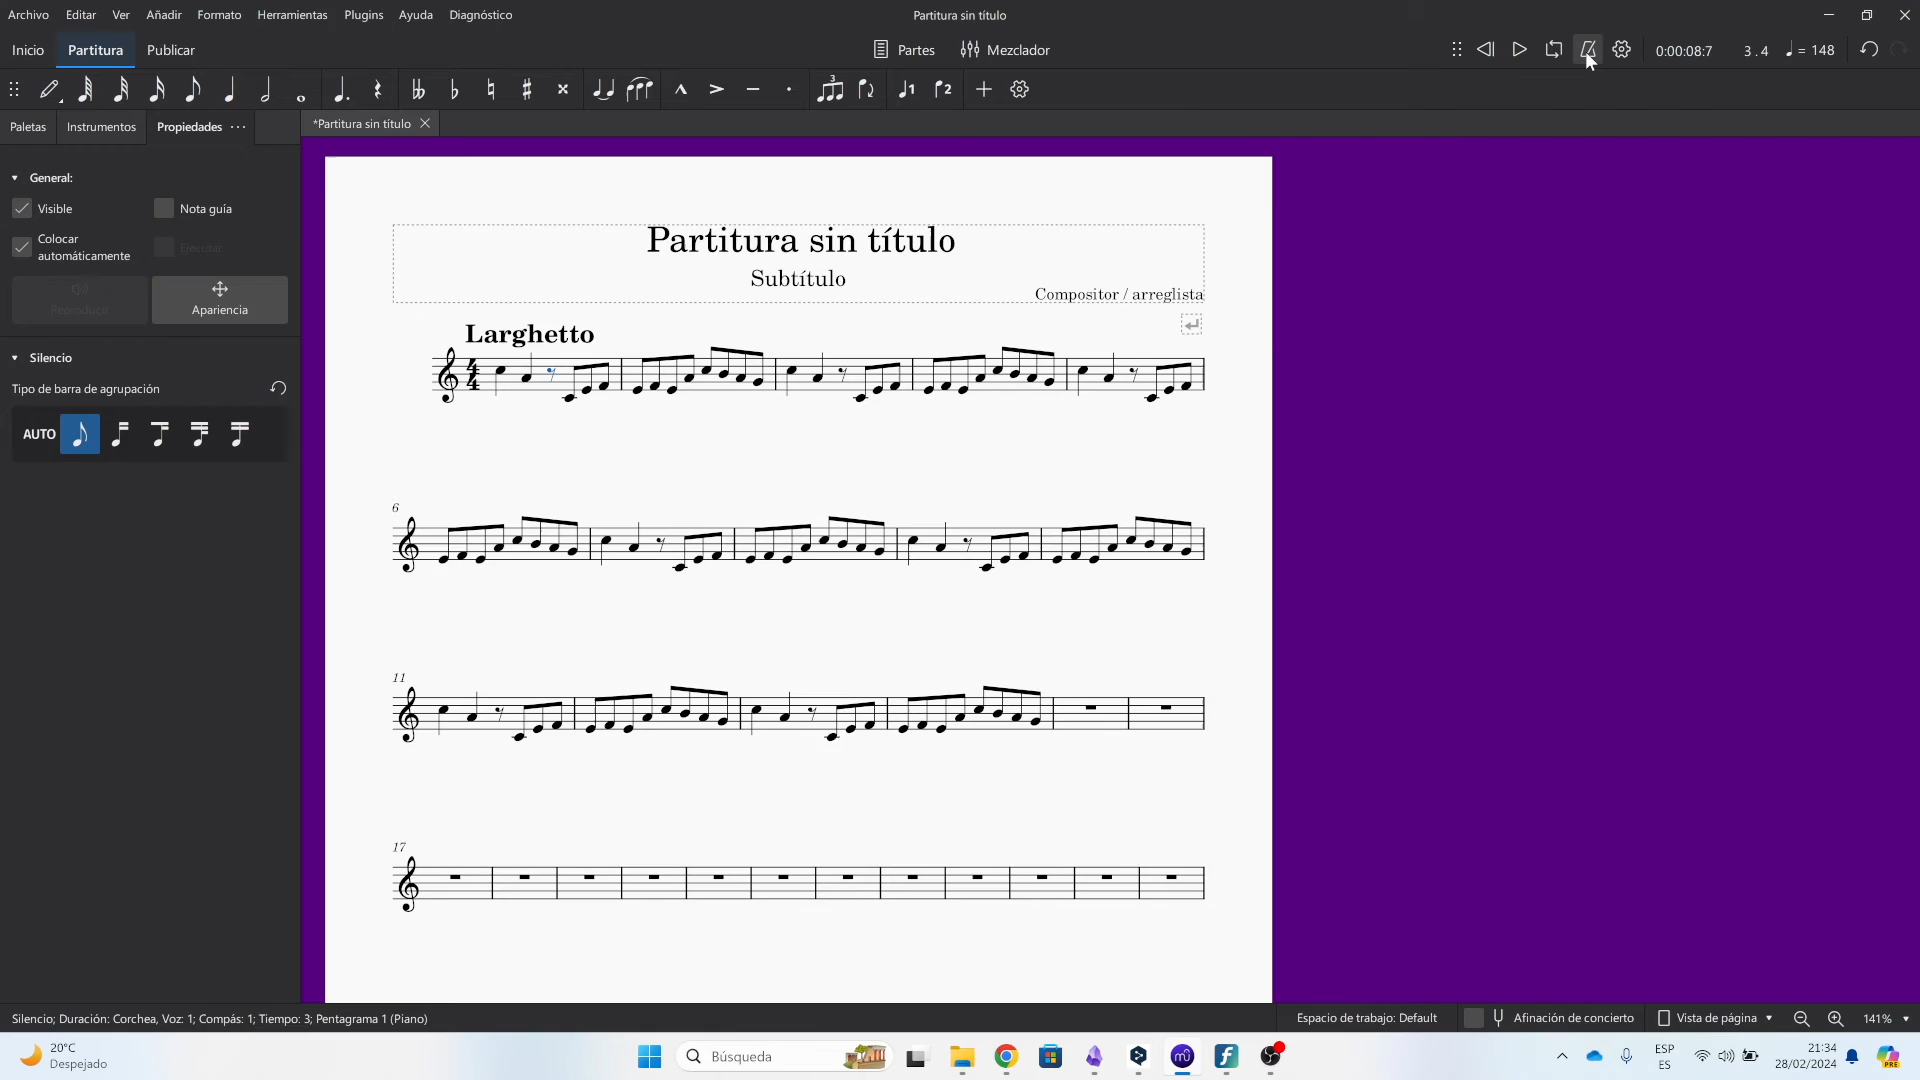 Archivo Editar Ver Añadir Formato Herramientas Plugins Ayuda Diagnóstico
Partitura sin título
Inicio Partitura Publicar
Partes Mezclador
0:00:08:7 3 . 4 = 148
Paletas Instrumentos Propiedades
*Partitura sin título
General:
Visible Nota guía
Colocar automáticamente Ejecutar
Reproducir Apariencia
Silencio
Tipo de barra de agrupación
AUTO
Partitura sin título
Subtítulo
Compositor / arreglista
Larghetto
6
11
17
Silencio; Duración: Corchea, Voz: 1; Compás: 1; Tiempo: 3; Pentagrama 1 (Piano)
Espacio de trabajo: Default Afinación de concierto Vista de página 141%
20°C
Despejado
Búsqueda
ESP
ES
21:34
28/02/2024
PRE